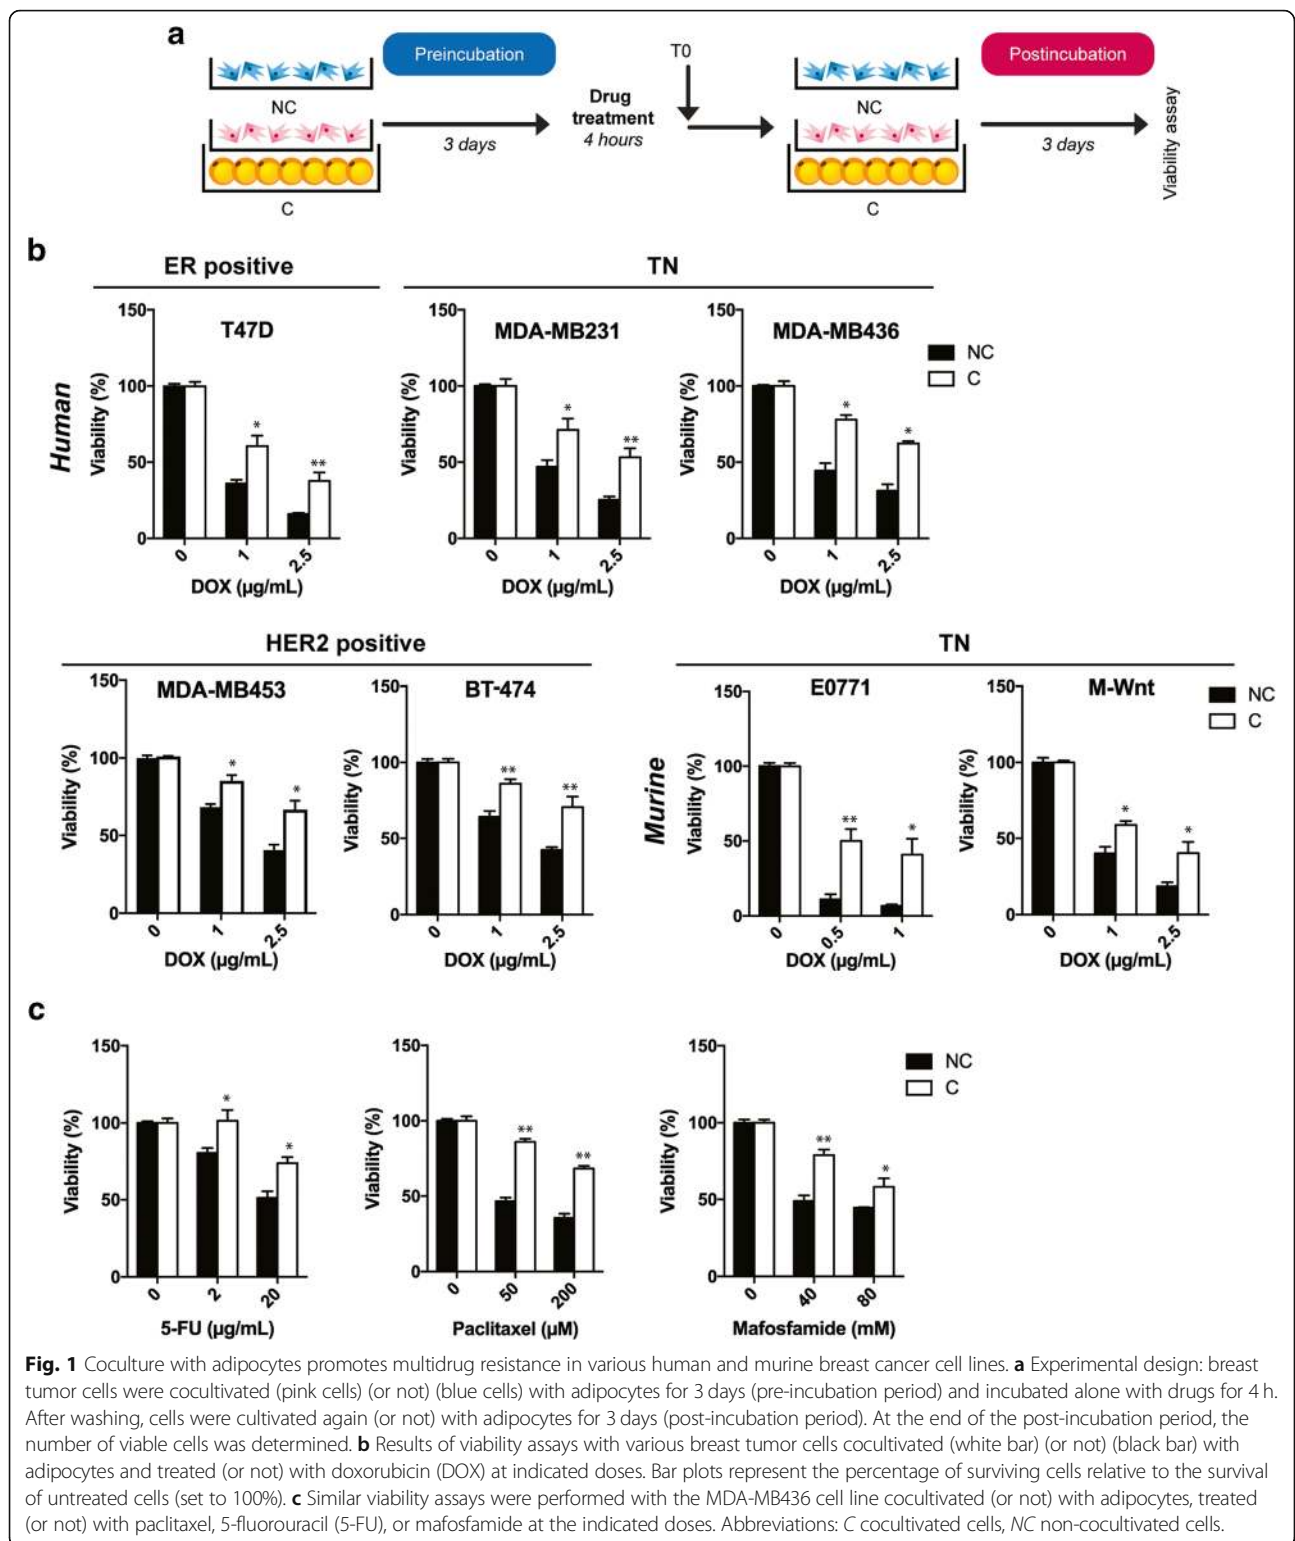 a
Preincubation
T0
Postincubation
NC
Drug
treatment
4 hours
3 days
C
NC
3 days
C
Viability assay
b
ER positive
TN
Human
T47D
Viability (%)
150
100
50
0
*
**
0
1
2.5
DOX (µg/mL)
MDA-MB231
Viability (%)
150
100
50
0
*
**
0
1
2.5
DOX (µg/mL)
MDA-MB436
Viability (%)
150
100
50
0
*
*
0
1
2.5
DOX (µg/mL)
NC
C
HER2 positive
TN
MDA-MB453
Viability (%)
150
100
50
0
*
*
0
1
2.5
DOX (µg/mL)
BT-474
Viability (%)
150
100
50
0
**
**
0
1
2.5
DOX (µg/mL)
Murine
E0771
Viability (%)
150
100
50
0
**
*
0
0.5
1
DOX (µg/mL)
M-Wnt
Viability (%)
150
100
50
0
*
*
0
1
2.5
DOX (µg/mL)
NC
C
c
Viability (%)
150
100
50
0
*
*
0
2
20
5-FU (µg/mL)
Viability (%)
150
100
50
0
**
**
0
50
200
Paclitaxel (µM)
Viability (%)
150
100
50
0
**
*
0
40
80
Mafosfamide (mM)
NC
C
Fig. 1 Coculture with adipocytes promotes multidrug resistance in various human and murine breast cancer cell lines. a Experimental design: breast
tumor cells were cocultivated (pink cells) (or not) (blue cells) with adipocytes for 3 days (pre-incubation period) and incubated alone with drugs for 4 h.
After washing, cells were cultivated again (or not) with adipocytes for 3 days (post-incubation period). At the end of the post-incubation period, the
number of viable cells was determined. b Results of viability assays with various breast tumor cells cocultivated (white bar) (or not) (black bar) with
adipocytes and treated (or not) with doxorubicin (DOX) at indicated doses. Bar plots represent the percentage of surviving cells relative to the survival
of untreated cells (set to 100%). c Similar viability assays were performed with the MDA-MB436 cell line cocultivated (or not) with adipocytes, treated
(or not) with paclitaxel, 5-fluorouracil (5-FU), or mafosfamide at the indicated doses. Abbreviations: C cocultivated cells, NC non-cocultivated cells.